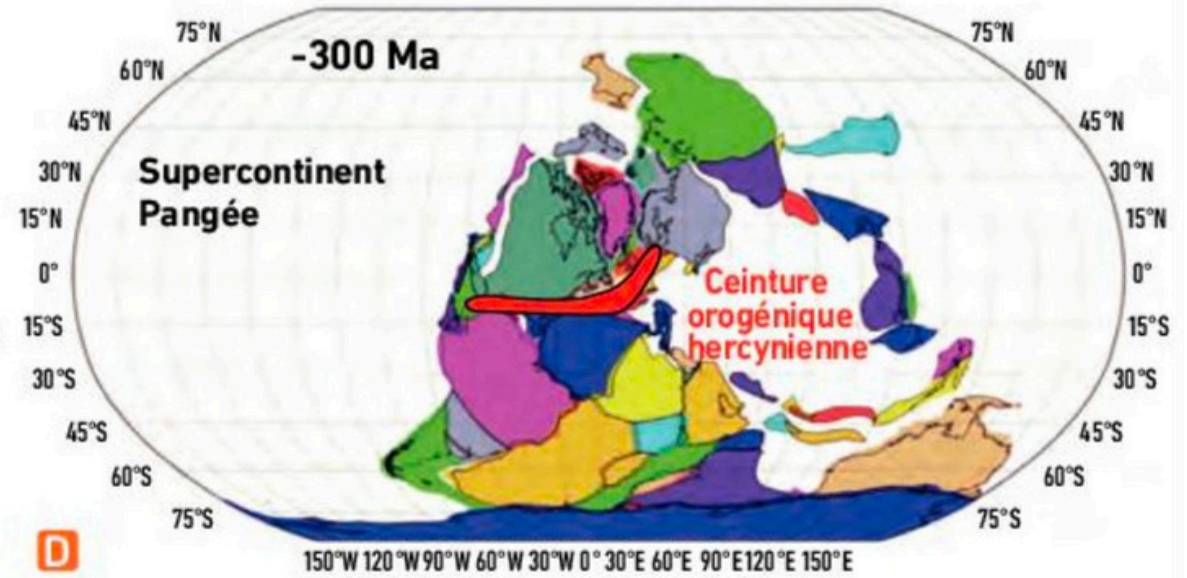 -300 Ma
Supercontinent
Pangée
Ceinture
orogénique
hercynienne
75°N
60°N
45°N
30°N
15°N
0°
15°S
30°S
45°S
60°S
75°S
75°N
60°N
45°N
30°N
15°N
0°
15°S
30°S
45°S
60°S
75°S
D
150°W 120°W 90°W 60°W 30°W 0° 30°E 60°E 90°E 120°E 150°E